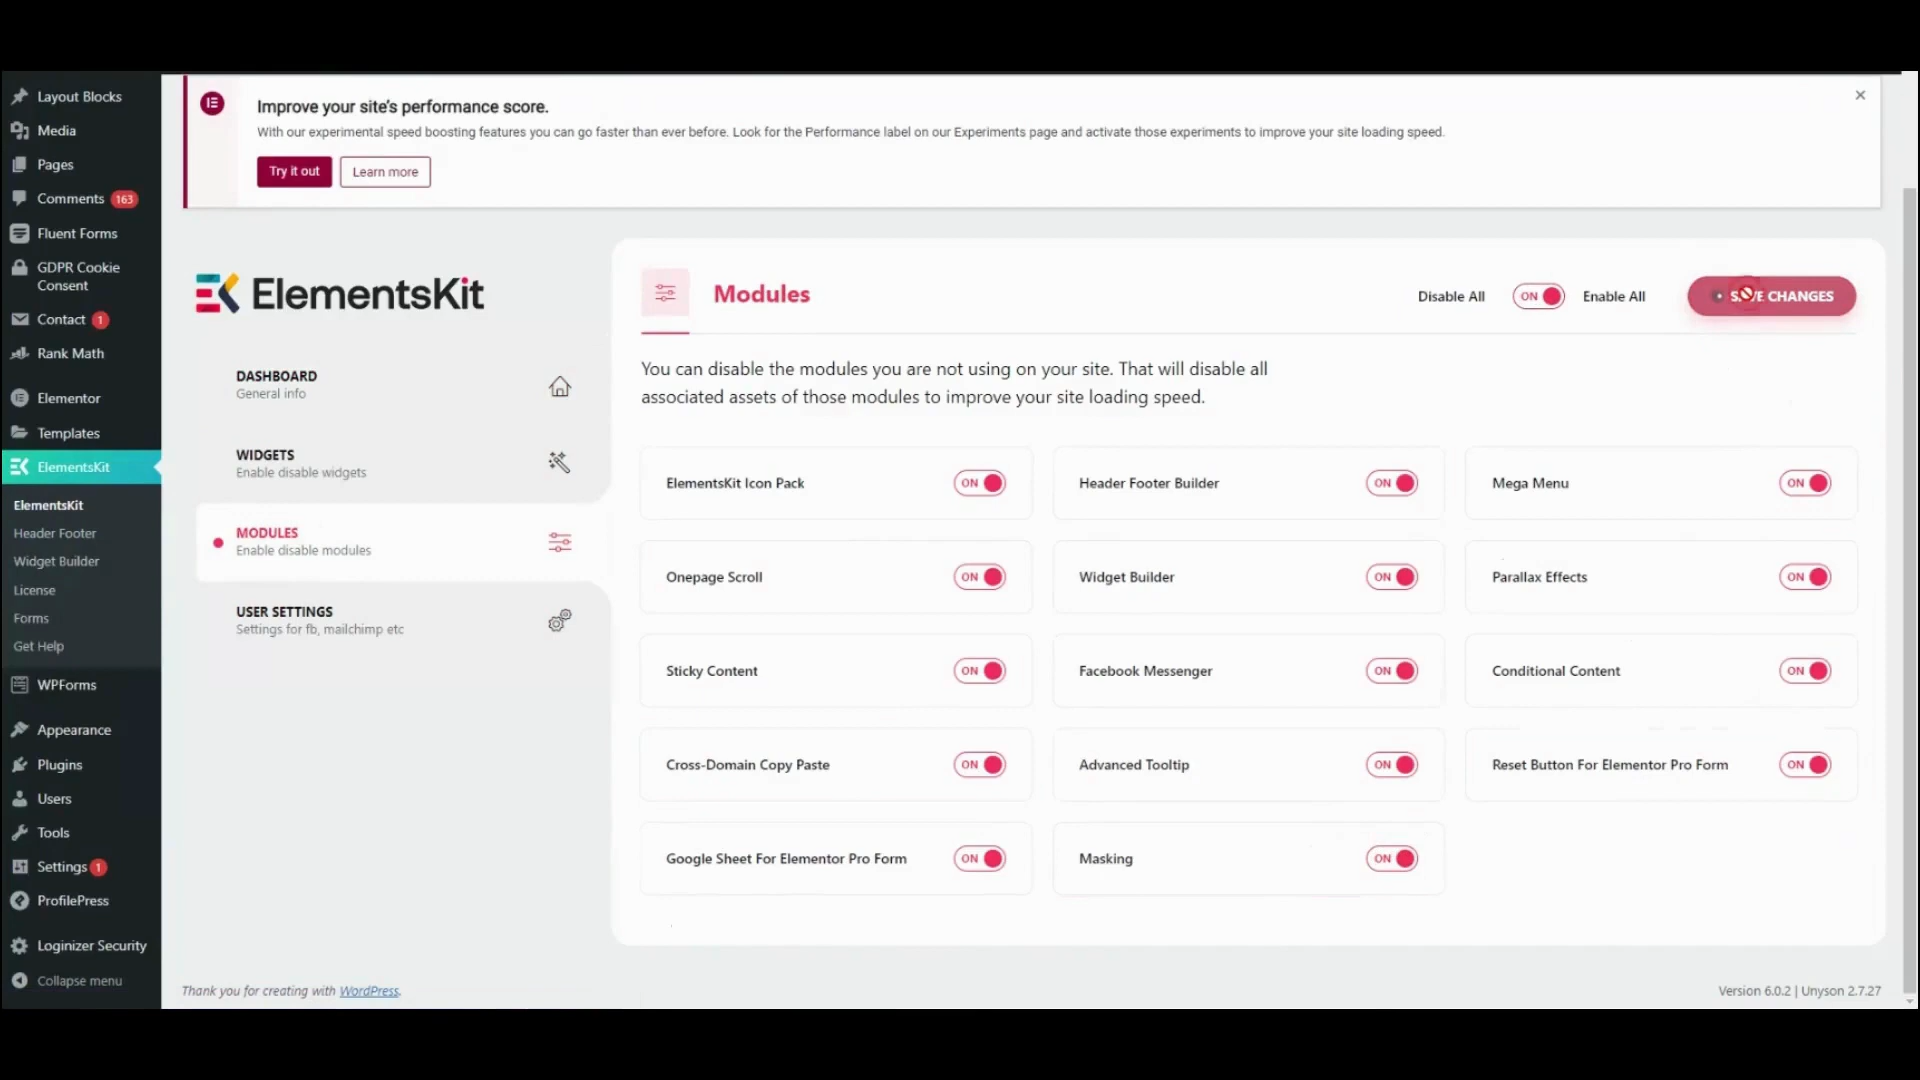 Layout Blocks
Media
Pages
Comments 163
Fluent Forms
GDPR Cookie
Consent
Contact 1
Rank Math
Elementor
Templates
ElementsKit
ElementsKit
Header Footer
Widget Builder
License
Forms
Get Help
WPForms
Appearance
Plugins
Users
Tools
Settings 1
ProfilePress
Loginizer Security
Collapse menu
Improve your site's performance score.
With our experimental speed boosting features you can go faster than ever before. Look for the Performance label on our Experiments page and activate those experiments to improve your site loading speed.
Try it out Learn more
ElementsKit
DASHBOARD
General info
WIDGETS
Enable disable widgets
MODULES
Enable disable modules
USER SETTINGS
Settings for fb, mailchimp etc
Modules
Disable All ON Enable All
CHANGES
You can disable the modules you are not using on your site. That will disable all
associated assets of those modules to improve your site loading speed.
ElementsKit Icon Pack ON Header Footer Builder ON Mega Menu ON
Onepage Scroll ON Widget Builder ON Parallax Effects ON
Sticky Content ON Facebook Messenger ON Conditional Content ON
Cross-Domain Copy Paste ON Advanced Tooltip ON Reset Button For Elementor Pro Form ON
Google Sheet For Elementor Pro Form ON Masking ON
Thank you for creating with WordPress.
Version 6.0.2 | Unyson 2.7.27